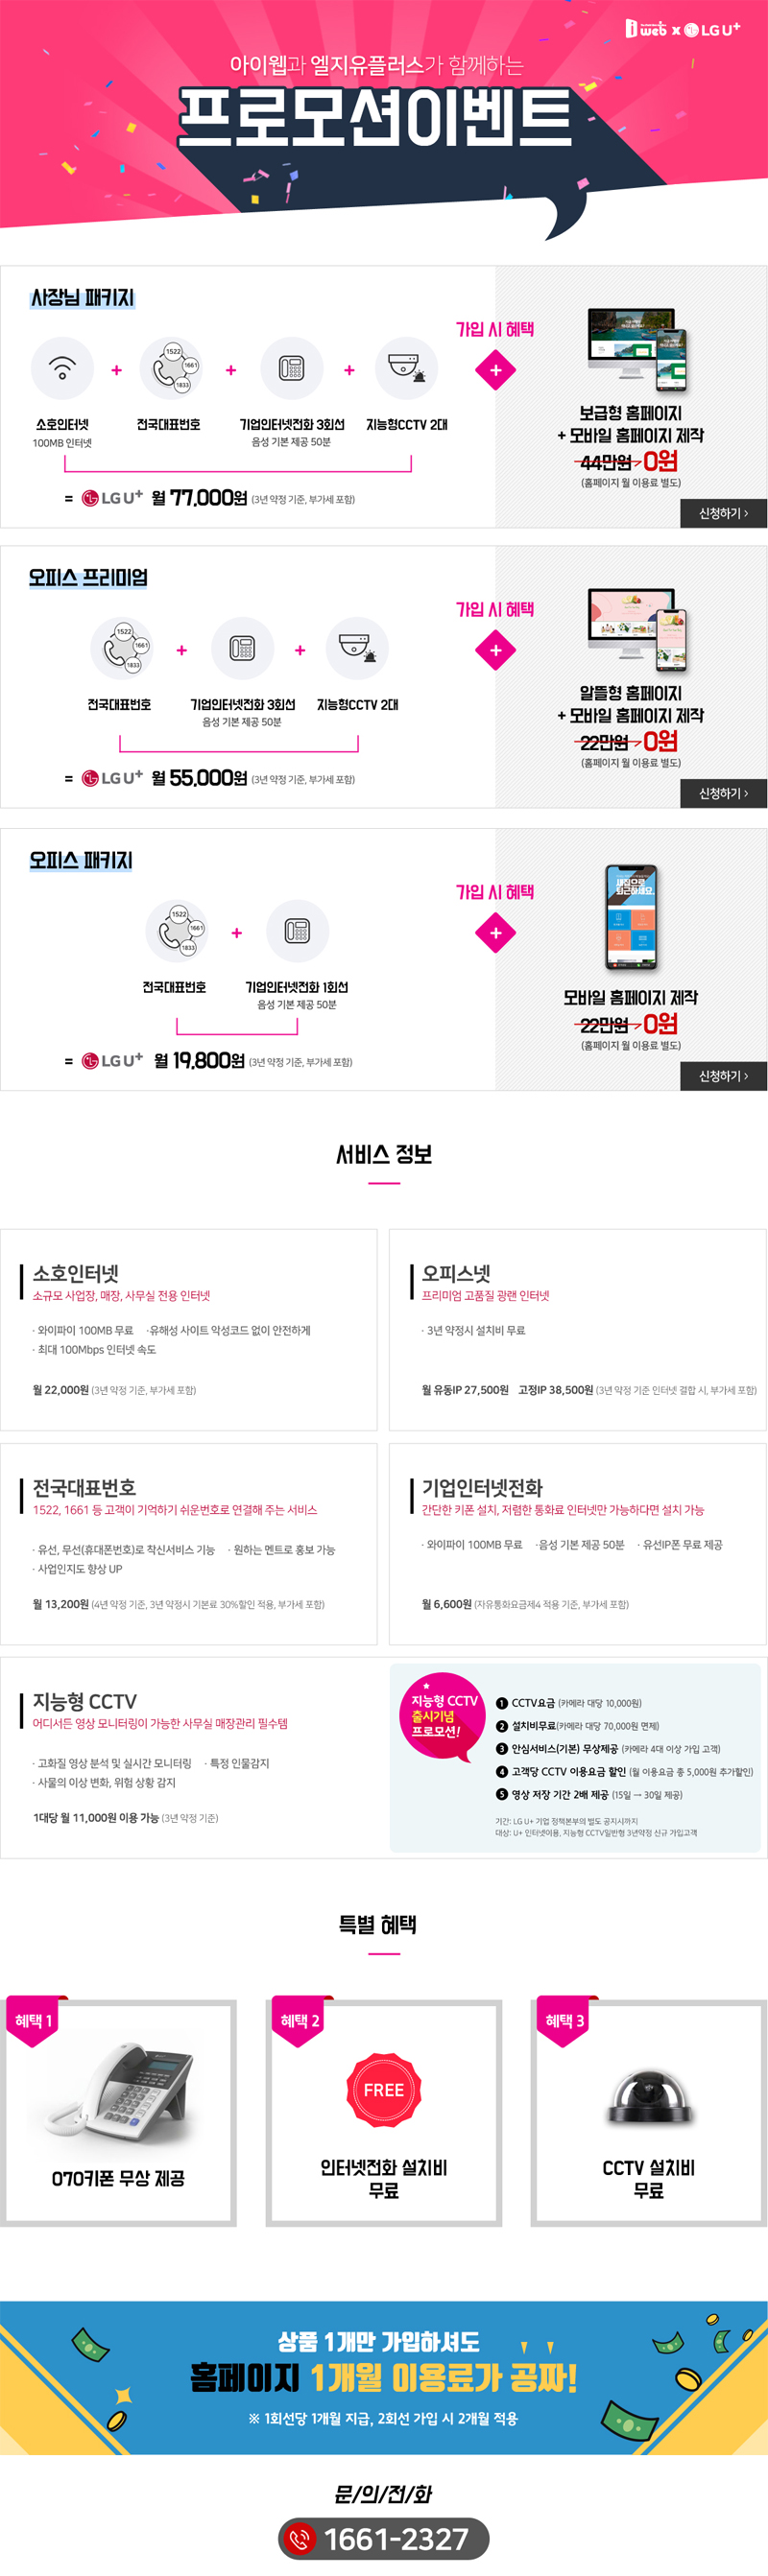 iweb x LG U+
아이웹과 엘지유플러스가 함께하는
프로모션이벤트
사장님 패키지
1522
1661
1833
+ + +
소호인터넷 전국대표번호 기업인터넷전화 3회선 지능형CCTV 2대
100MB 인터넷 음성 기본 제공 50분
= LG U+ 월 77,000원 (3년 약정 기준, 부가세 포함)
가입 시 혜택
+
보급형 홈페이지
+ 모바일 홈페이지 제작
44만원 → 0원
(홈페이지 월 이용료 별도)
신청하기 >
오피스 프리미엄
1522
1661
1833
+ +
전국대표번호 기업인터넷전화 3회선 지능형CCTV 2대
음성 기본 제공 50분
= LG U+ 월 55,000원 (3년 약정 기준, 부가세 포함)
가입 시 혜택
+
알뜰형 홈페이지
+ 모바일 홈페이지 제작
22만원 → 0원
(홈페이지 월 이용료 별도)
신청하기 >
오피스 패키지
1522
1661
1833
+
전국대표번호 기업인터넷전화 1회선
음성 기본 제공 50분
= LG U+ 월 19,800원 (3년 약정 기준, 부가세 포함)
가입 시 혜택
+
모바일 홈페이지 제작
22만원 → 0원
(홈페이지 월 이용료 별도)
신청하기 >
서비스 정보
소호인터넷
소규모 사업장, 매장, 사무실 전용 인터넷
· 와이파이 100MB 무료 ·유해성 사이트 악성코드 없이 안전하게
· 최대 100Mbps 인터넷 속도
월 22,000원 (3년 약정 기준, 부가세 포함)
오피스넷
프리미엄 고품질 광랜 인터넷
· 3년 약정시 설치비 무료
월 유동IP 27,500원 고정IP 38,500원 (3년 약정 기준 인터넷 결합 시, 부가세 포함)
전국대표번호
1522, 1661 등 고객이 기억하기 쉬운번호로 연결해 주는 서비스
· 유선, 무선(휴대폰번호)로 착신서비스 기능 · 원하는 멘트로 홍보 가능
· 사업인지도 향상 UP
월 13,200원 (4년 약정 기준, 3년 약정시 기본료 30%할인 적용, 부가세 포함)
기업인터넷전화
간단한 키폰 설치, 저렴한 통화료 인터넷만 가능하다면 설치 가능
· 와이파이 100MB 무료 ·음성 기본 제공 50분 · 유선IP폰 무료 제공
월 6,600원 (자유통화요금제4 적용 기준, 부가세 포함)
지능형 CCTV
어디서든 영상 모니터링이 가능한 사무실 매장관리 필수템
· 고화질 영상 분석 및 실시간 모니터링 · 특정 인물감지
· 사물의 이상 변화, 위험 상황 감지
1대당 월 11,000원 이용 가능 (3년 약정 기준)
지능형 CCTV
출시기념
프로모션!
1 CCTV요금 (카메라 대당 10,000원)
2 설치비무료(카메라 대당 70,000원 면제)
3 안심서비스(기본) 무상제공 (카메라 4대 이상 가입 고객)
4 고객당 CCTV 이용요금 할인 (월 이용요금 총 5,000원 추가할인)
5 영상 저장 기간 2배 제공 (15일 → 30일 제공)
기간: LG U+ 기업 정책본부의 별도 공지시까지
대상: U+ 인터넷이용, 지능형 CCTV일반형 3년약정 신규 가입고객
특별 혜택
혜택 1
070키폰 무상 제공
혜택 2
FREE
인터넷전화 설치비
무료
혜택 3
CCTV 설치비
무료
상품 1개만 가입하셔도
홈페이지 1개월 이용료가 공짜!
※ 1회선당 1개월 지급, 2회선 가입 시 2개월 적용
문/의/전/화
1661-2327